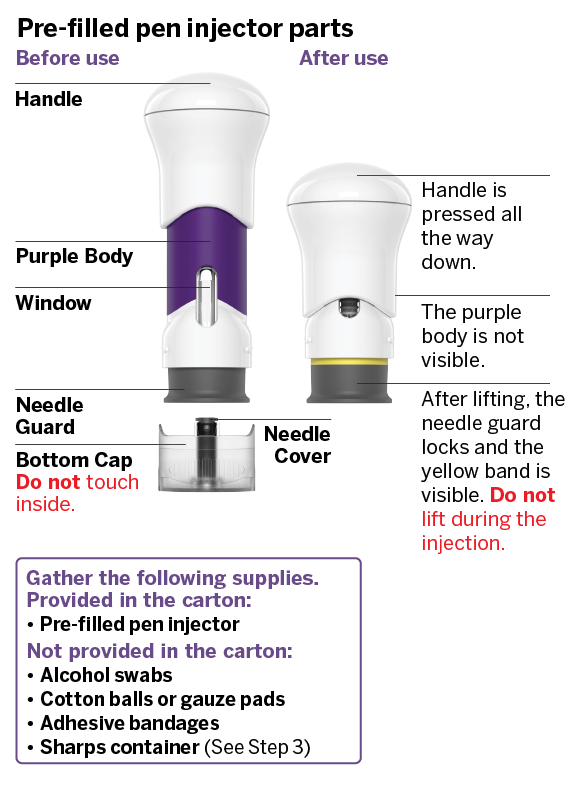 Pre-filled pen injector parts
Before use
After use
Handle
Purple Body
Window
Needle
Guard
Needle
Cover
Bottom Cap
Do not touch
inside.
Handle is
pressed all
the way
down.
The purple
body is not
visible.
After lifting, the
needle guard
locks and the
yellow band is
visible. Do not
lift during the
injection.
Gather the following supplies.
Provided in the carton:
• Pre-filled pen injector
Not provided in the carton:
• Alcohol swabs
• Cotton balls or gauze pads
• Adhesive bandages
• Sharps container (See Step 3)